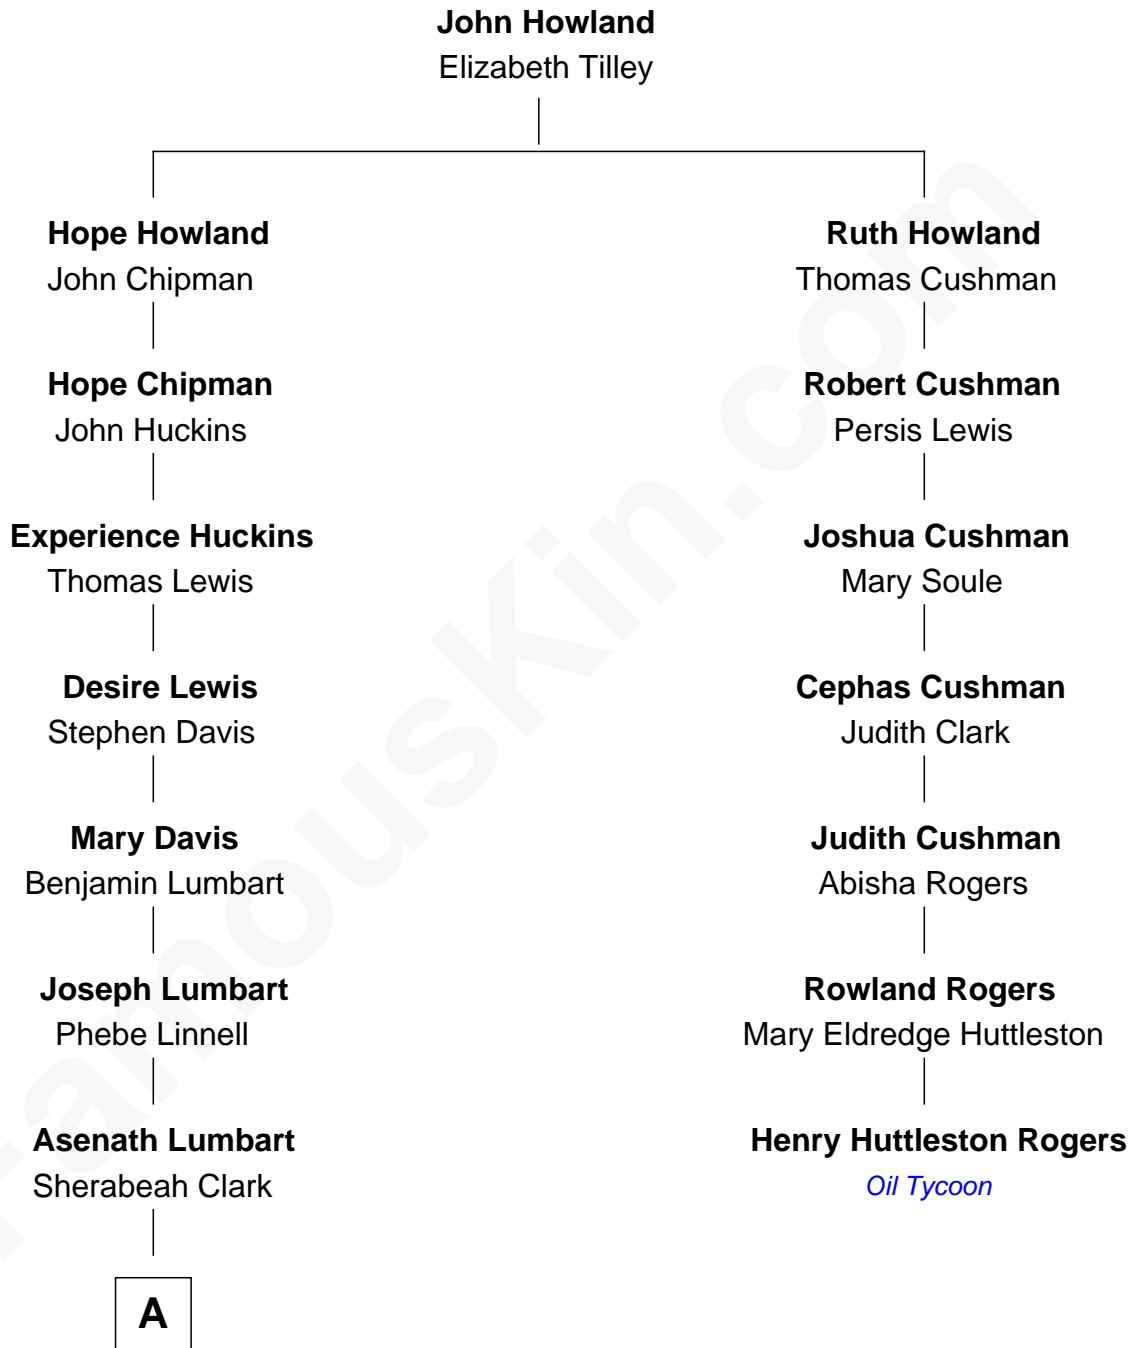 John Howland
Elizabeth Tilley
Hope Howland
John Chipman
Ruth Howland
Thomas Cushman
Hope Chipman
John Huckins
Robert Cushman
Persis Lewis
Experience Huckins
Thomas Lewis
Joshua Cushman
Mary Soule
Desire Lewis
Stephen Davis
Cephas Cushman
Judith Clark
Mary Davis
Benjamin Lumbart
Judith Cushman
Abisha Rogers
Joseph Lumbart
Phebe Linnell
Rowland Rogers
Mary Eldredge Huttleston
Asenath Lumbart
Sherabeah Clark
Henry Huttleston Rogers
Oil Tycoon
A
FamousKin.com